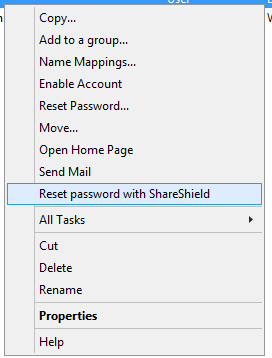 User
Copy...
Add to a group...
Name Mappings...
Enable Account
Reset Password...
Move...
Open Home Page
Send Mail
Reset password with ShareShield
All Tasks
Cut
Delete
Rename
Properties
Help